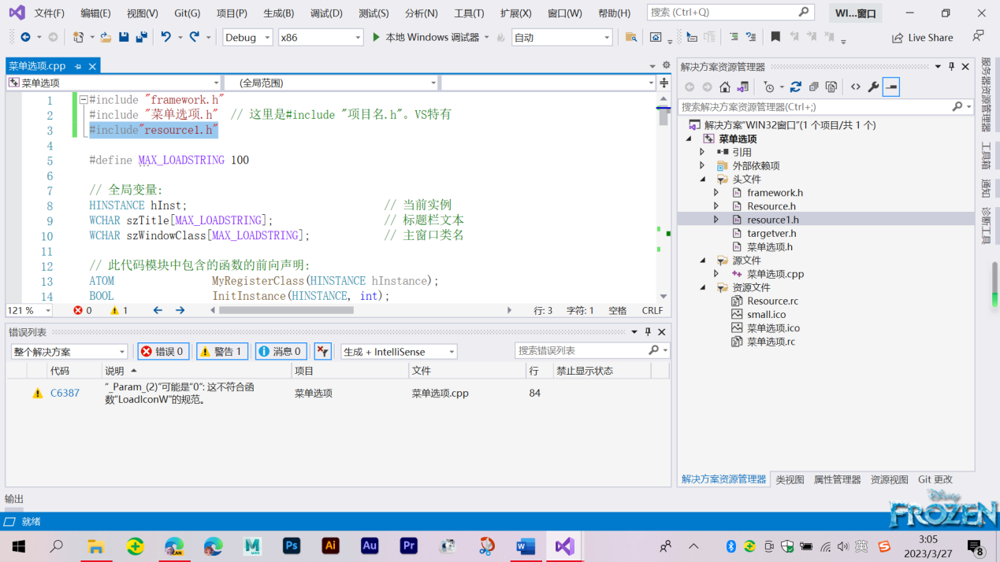 文件(F) 编辑(E) 视图(V) Git(G) 项目(P) 生成(B) 调试(D) 测试(S) 分析(N) 工具(T) 扩展(X) 窗口(W) 帮助(H) 搜索 (Ctrl+Q) WI...窗口
Debug x86 本地 Windows 调试器 自动 Live Share
菜单选项.cpp
菜单选项 (全局范围)
1 #include "framework.h"
2 #include "菜单选项.h" // 这里是#include "项目名.h"。VS特有
3 #include"resource1.h"
4
5 #define MAX_LOADSTRING 100
6
7 // 全局变量:
8 HINSTANCE hInst; // 当前实例
9 WCHAR szTitle[MAX_LOADSTRING]; // 标题栏文本
10 WCHAR szWindowClass[MAX_LOADSTRING]; // 主窗口类名
11
12 // 此代码模块中包含的函数的前向声明:
13 ATOM MyRegisterClass(HINSTANCE hInstance);
14 BOOL InitInstance(HINSTANCE, int);
121 % 0 1 行: 3 字符: 1 空格 CRLF
错误列表
整个解决方案 错误 0 警告 1 消息 0 生成 + IntelliSense 搜索错误列表
代码 说明 项目 文件 行 禁止显示状态
C6387 “_Param_(2)”可能是“0”: 这不符合函 菜单选项 菜单选项.cpp 84
数“LoadIconW”的规范。
输出
就绪
解决方案资源管理器
搜索解决方案资源管理器(Ctrl+;)
解决方案“WIN32窗口”(1 个项目/共 1 个)
菜单选项
引用
外部依赖项
头文件
framework.h
Resource.h
resource1.h
targetver.h
菜单选项.h
源文件
菜单选项.cpp
资源文件
Resource.rc
small.ico
菜单选项.ico
菜单选项.rc
解决方案资源管理器 类视图 属性管理器 资源视图 Git 更改
服务器资源管理器
工具箱
通知
诊断工具
Disney
FROZEN
CAN M Ps Ai Au Pr W 英 S
3:05
2023/3/27
8